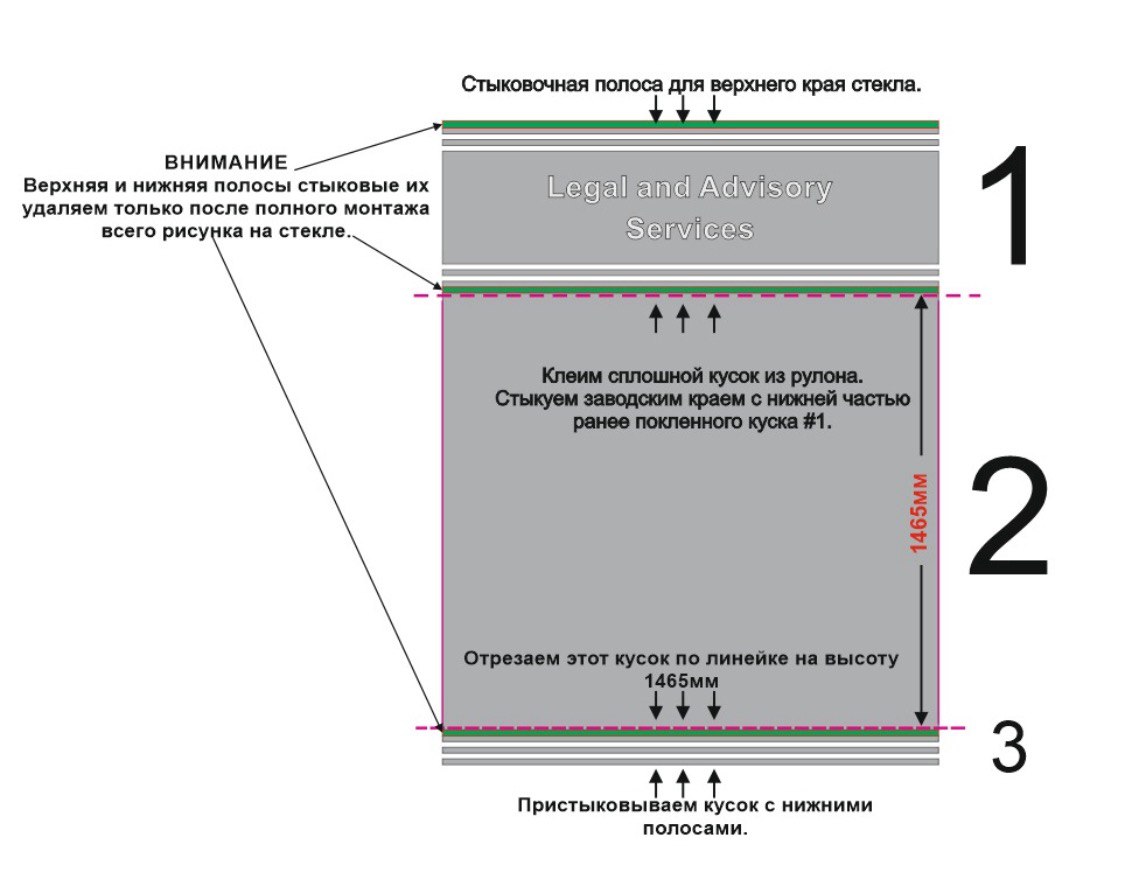 Стыковочная полоса для верхнего края стекла.
1
ВНИМАНИЕ
Верхняя и нижняя полосы стыковые их
удаляем только после полного монтажа
всего рисунка на стекле.
Legal and Advisory
Services
Клеим сплошной кусок из рулона.
Стыкуем заводским краем с нижней частью
ранее покленного куска #1.
2
1465мм
Отрезаем этот кусок по линейке на высоту
1465мм
3
Пристыковываем кусок с нижними
полосами.